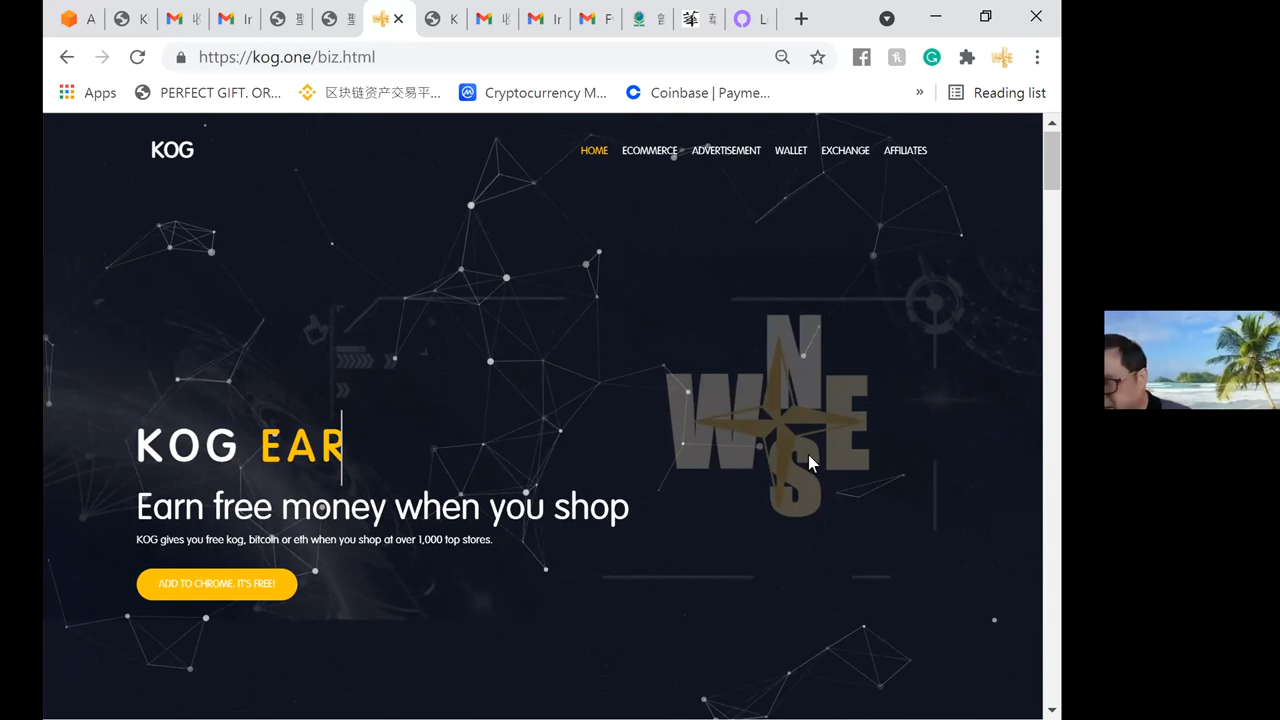 A
K
Ir
K
Ir
F
華
L
https://kog.one/biz.html
Apps
PERFECT GIFT. OR...
区块链资产交易平...
Cryptocurrency M...
Coinbase | Payme...
»
Reading list
KOG
HOME
ECOMMERCE
ADVERTISEMENT
WALLET
EXCHANGE
AFFILIATES
N
W E
S
KOG EAR
Earn free money when you shop
KOG gives you free kog, bitcoin or eth when you shop at over 1,000 top stores.
ADD TO CHROME. IT'S FREE!